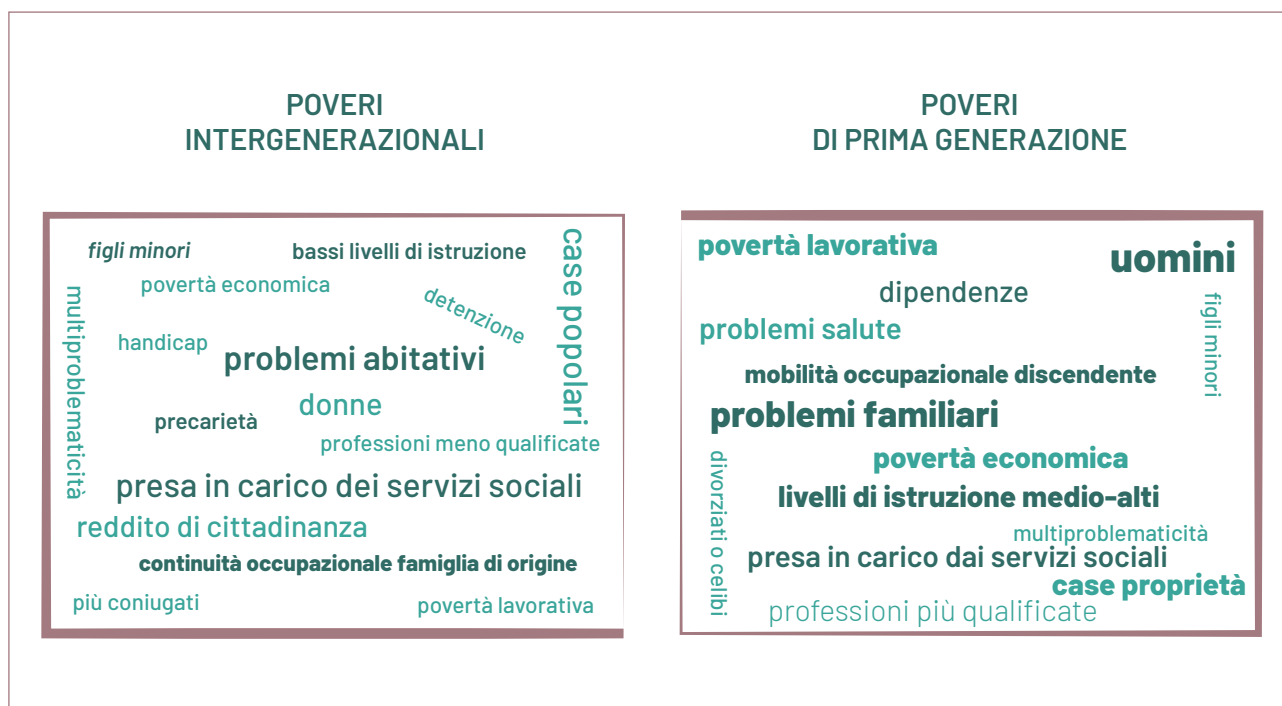 POVERI
INTERGENERAZIONALI
figli minori
bassi livelli di istruzione
case popolari
povertà economica
detenzione
multiproblematicità
handicap
problemi abitativi
donne
precarietà
professioni meno qualificate
presa in carico dei servizi sociali
reddito di cittadinanza
continuità occupazionale famiglia di origine
più coniugati
povertà lavorativa
POVERI
DI PRIMA GENERAZIONE
povertà lavorativa
uomini
dipendenze
figli minori
problemi salute
mobilità occupazionale discendente
problemi familiari
povertà economica
divorziati o celibi
livelli di istruzione medio-alti
multiproblematicità
presa in carico dai servizi sociali
case proprietà
professioni più qualificate